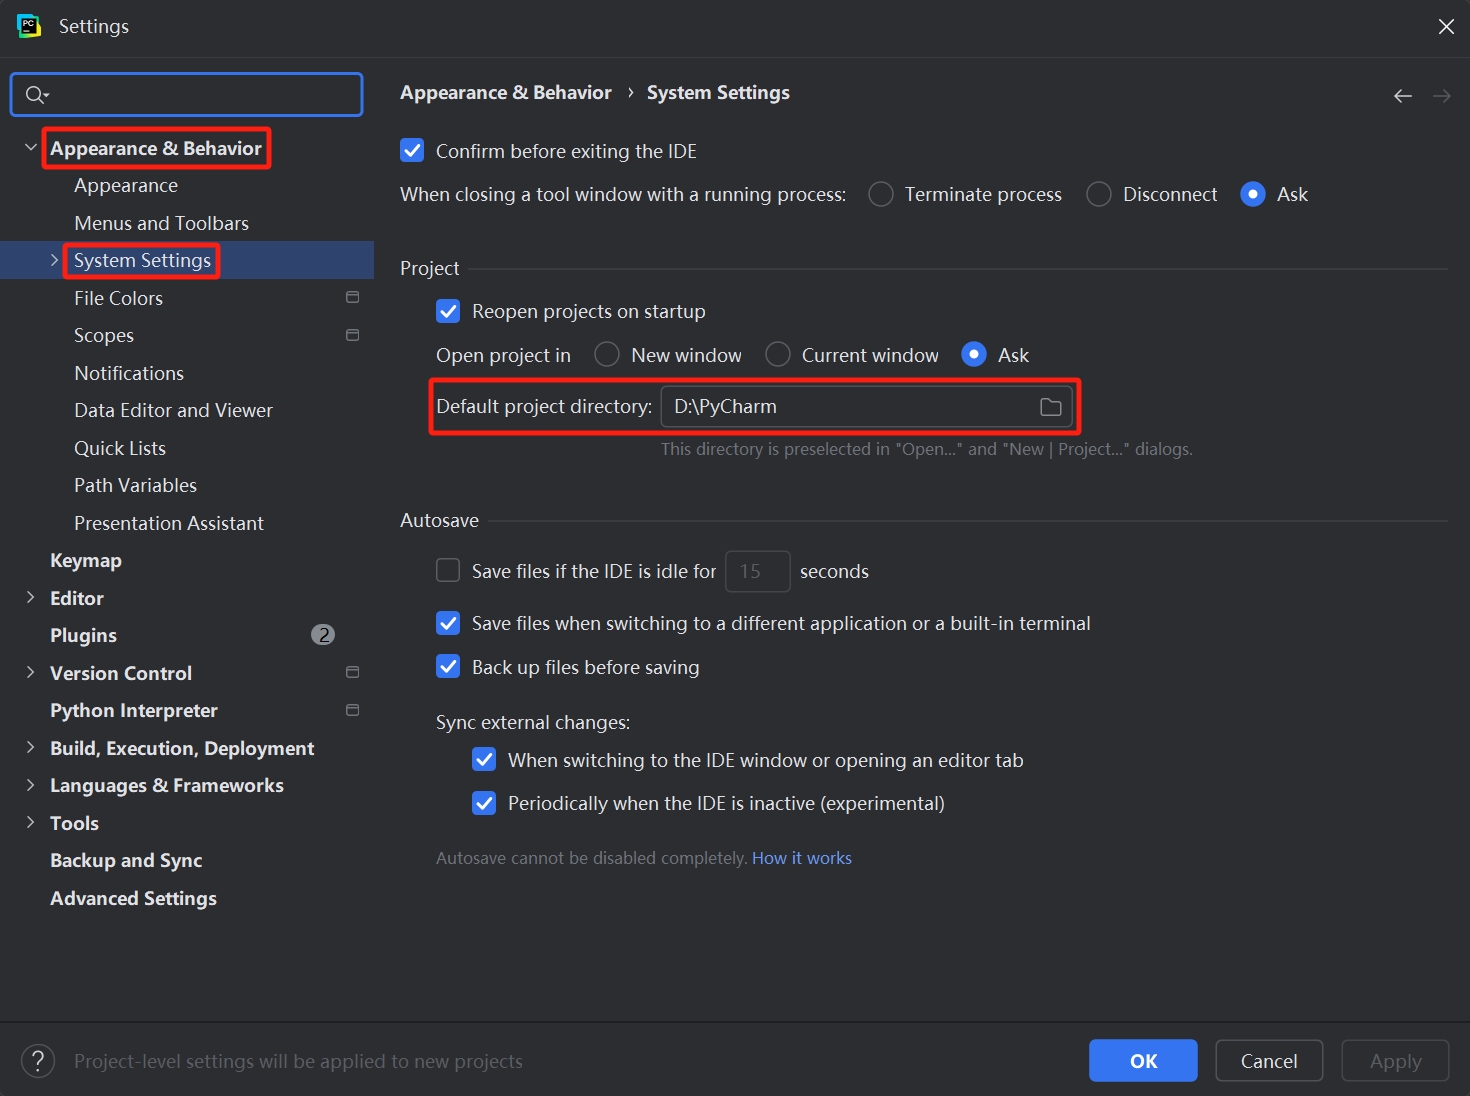 Settings
Appearance & Behavior
Appearance
Menus and Toolbars
System Settings
File Colors
Scopes
Notifications
Data Editor and Viewer
Quick Lists
Path Variables
Presentation Assistant
Keymap
Editor
Plugins 2
Version Control
Python Interpreter
Build, Execution, Deployment
Languages & Frameworks
Tools
Backup and Sync
Advanced Settings
Appearance & Behavior › System Settings
Confirm before exiting the IDE
When closing a tool window with a running process: Terminate process Disconnect Ask
Project
Reopen projects on startup
Open project in New window Current window Ask
Default project directory: D:\PyCharm
This directory is preselected in "Open..." and "New | Project..." dialogs.
Autosave
Save files if the IDE is idle for 15 seconds
Save files when switching to a different application or a built-in terminal
Back up files before saving
Sync external changes:
When switching to the IDE window or opening an editor tab
Periodically when the IDE is inactive (experimental)
Autosave cannot be disabled completely. How it works
? Project-level settings will be applied to new projects
OK Cancel Apply